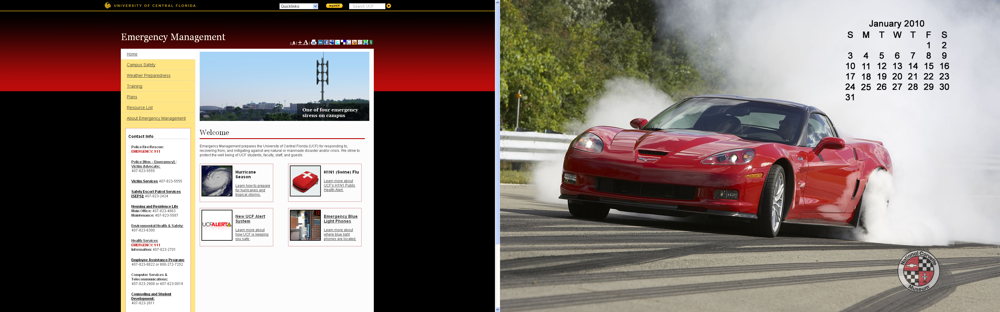 UNIVERSITY OF CENTRAL FLORIDA
Quicklinks:
myUCF
Search UCF
Emergency Management
- A | + A |
Home
Campus Safety
Weather Preparedness
Training
Plans
Resource List
About Emergency Management
Contact Info
Police/Fire/Rescue:
EMERGENCY: 911
Police [Non – Emergency] /
Victim Advocate:
407-823-5555
Victim Services 407-823-5555
Safety Escort Patrol Services
[SEPS]: 407-823-2424
Housing and Residence Life
Main Office: 407-823-4663
Maintenance: 407-823-5587
Environmental Health & Safety:
407-823-6300
Health Services
EMERGENCY: 911
Information: 407-823-2701
Employee Assistance Program:
407-823-8822 or 800-272-7252
Computer Services &
Telecommunications:
407-823-2908 or 407-823-0019
Counseling and Student
Development:
407-823-2811
One of four emergency
sirens on campus
Welcome
Emergency Management prepares the University of Central Florida (UCF) for responding to,
recovering from, and mitigating against any natural or manmade disaster and/or crisis. We strive to
protect the well being of UCF students, faculty, staff, and guests.
Hurricane
Season
Learn how to prepare
for hurricanes and
tropical storms.
H1N1 (Swine) Flu
Learn more about
UCF's H1N1 Public
Health Alert.
UCFALERT
New UCF Alert
System
Learn more about
how UCF is keeping
you safe.
EXI
Emergency
Emergency Blue
Light Phones
Learn more about
where blue light
phones are located.
January 2010
S M T W T F S
1 2
3 4 5 6 7 8 9
10 11 12 13 14 15 16
17 18 19 20 21 22 23
24 25 26 27 28 29 30
31
National Corvette
Museum